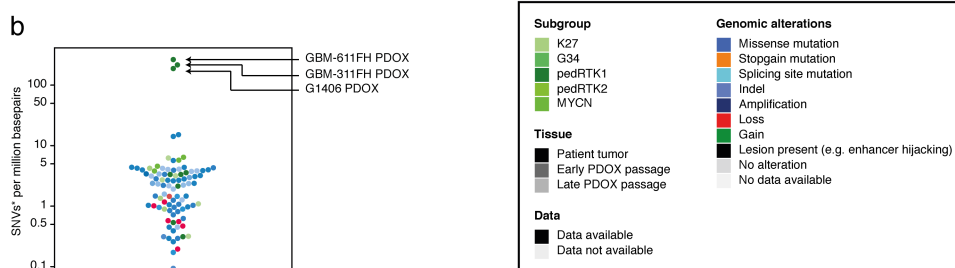 b
SNVs* per million basepairs
100
50
10
5
1
0.5
0.1
GBM-611FH PDOX
GBM-311FH PDOX
G1406 PDOX
Subgroup
K27
G34
pedRTK1
pedRTK2
MYCN
Tissue
Patient tumor
Early PDOX passage
Late PDOX passage
Data
Data available
Data not available
Genomic alterations
Missense mutation
Stopgain mutation
Splicing site mutation
Indel
Amplification
Loss
Gain
Lesion present (e.g. enhancer hijacking)
No alteration
No data available